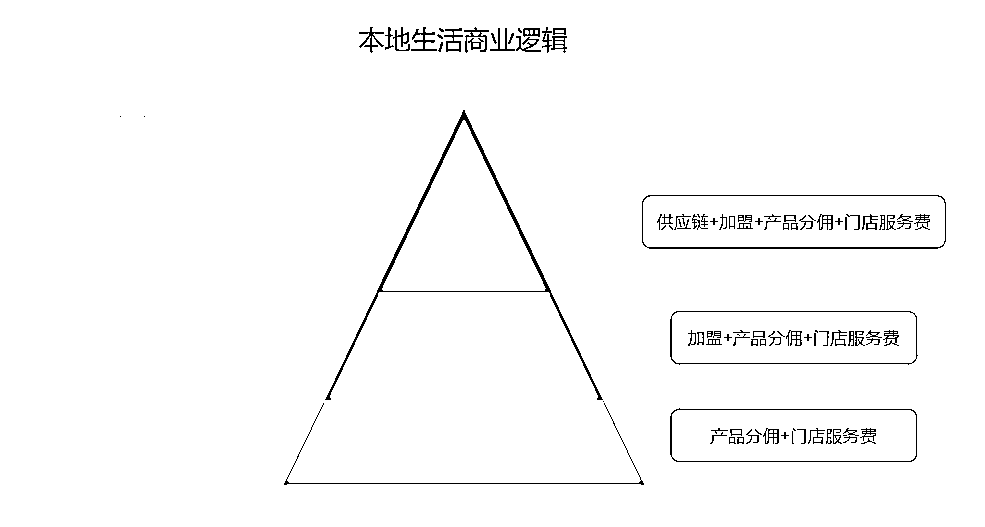 本地生活商业逻辑
供应链+加盟+产品分佣+门店服务费
加盟+产品分佣+门店服务费
产品分佣+门店服务费